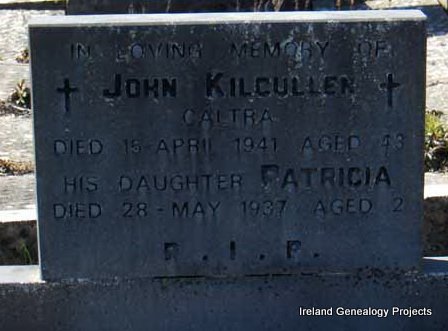 IN LOVING MEMORY OF
† JOHN KILCULLEN †
CALTRA
DIED 15-APRIL 1941 AGED 43
HIS DAUGHTER PATRICIA
DIED 28-MAY 1937 AGED 2
R.I.P.
Ireland Genealogy Projects